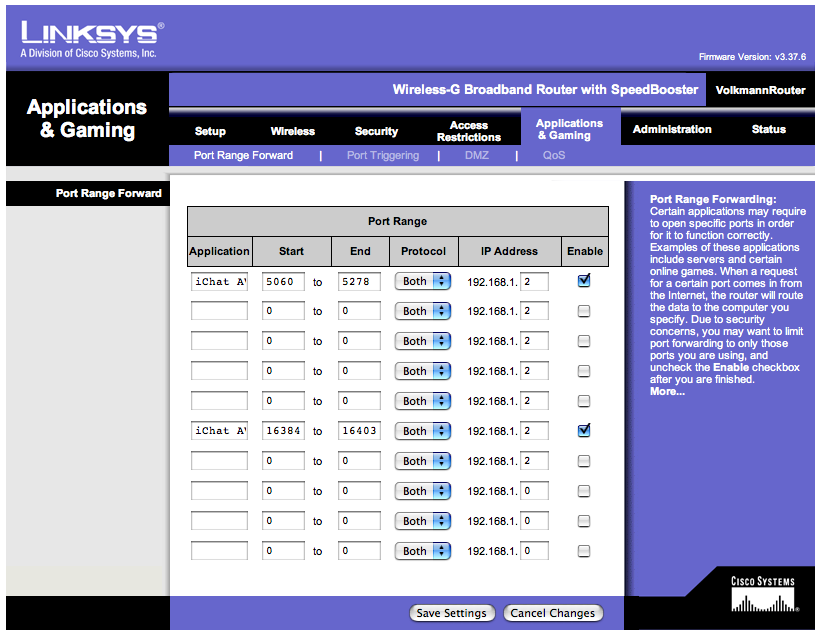 LINKSYS®
A Division of Cisco Systems, Inc.
Firmware Version: v3.37.6
Applications
& Gaming
Wireless-G Broadband Router with SpeedBooster
VolkmannRouter
Setup
Wireless
Security
Access
Restrictions
Applications
& Gaming
Administration
Status
Port Range Forward | Port Triggering | DMZ | QoS
Port Range Forward
Port Range
Application Start End Protocol IP Address Enable
iChat A 5060 to 5278 Both 192.168.1. 2
0 to 0 Both 192.168.1. 2
0 to 0 Both 192.168.1. 2
0 to 0 Both 192.168.1. 2
0 to 0 Both 192.168.1. 2
iChat A 16384 to 16403 Both 192.168.1. 2
0 to 0 Both 192.168.1. 2
0 to 0 Both 192.168.1. 0
0 to 0 Both 192.168.1. 0
0 to 0 Both 192.168.1. 0
Port Range Forwarding:
Certain applications may require
to open specific ports in order
for it to function correctly.
Examples of these applications
include servers and certain
online games. When a request
for a certain port comes in from
the Internet, the router will route
the data to the computer you
specify. Due to security
concerns, you may want to limit
port forwarding to only those
ports you are using, and
uncheck the Enable checkbox
after you are finished.
More...
Save Settings
Cancel Changes
CISCO SYSTEMS